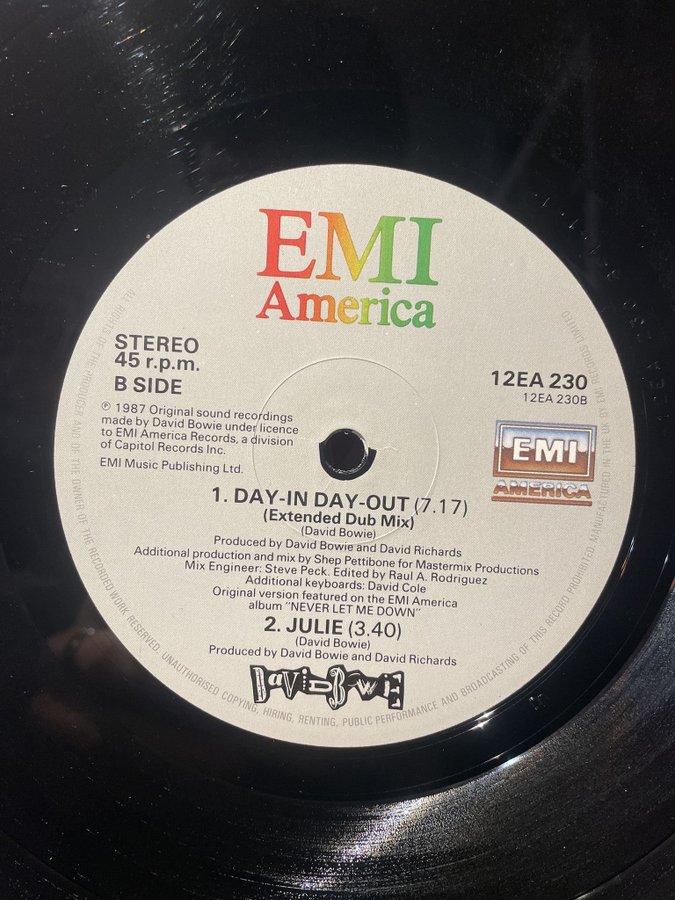 EMI
America
STEREO
45 r.p.m.
B SIDE
12EA 230
12EA 230B
℗ 1987 Original sound recordings
made by David Bowie under licence
to EMI America Records, a division
of Capitol Records Inc.
EMI Music Publishing Ltd.
EMI
AMERICA
1. DAY-IN DAY-OUT (7.17)
(Extended Dub Mix)
(David Bowie)
Produced by David Bowie and David Richards
Additional production and mix by Shep Pettibone for Mastermix Productions
Mix Engineer: Steve Peck. Edited by Raul A. Rodriguez
Additional keyboards: David Cole
Original version featured on the EMI America
album "NEVER LET ME DOWN"
2. JULIE (3.40)
(David Bowie)
Produced by David Bowie and David Richards
DAVID BOWIE
ALL RIGHTS OF THE PRODUCER AND OF THE OWNER OF THE RECORDED WORK RESERVED. UNAUTHORISED COPYING, HIRING, RENTING, PUBLIC PERFORMANCE AND BROADCASTING OF THIS RECORD PROHIBITED. MANUFACTURED IN THE UK BY EMI RECORDS LIMITED